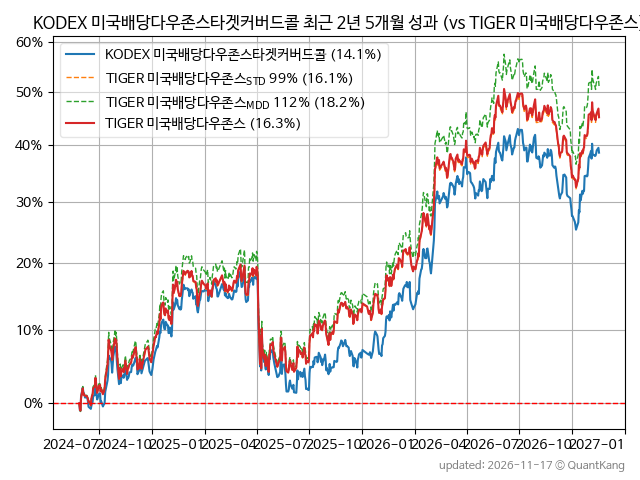 KODEX 미국배당다우존스타겟커버드콜 최근 2년 5개월 성과 (vs TIGER 미국배당다우존스)
KODEX 미국배당다우존스타겟커버드콜 (14.1%)
TIGER 미국배당다우존스STD 99% (16.1%)
TIGER 미국배당다우존스MDD 112% (18.2%)
TIGER 미국배당다우존스 (16.3%)
60%
50%
40%
30%
20%
10%
0%
2024-07 2024-10 2025-01 2025-04 2025-07 2025-10 2026-01 2026-04 2026-07 2026-10 2027-01
updated: 2026-11-17 © QuantKang